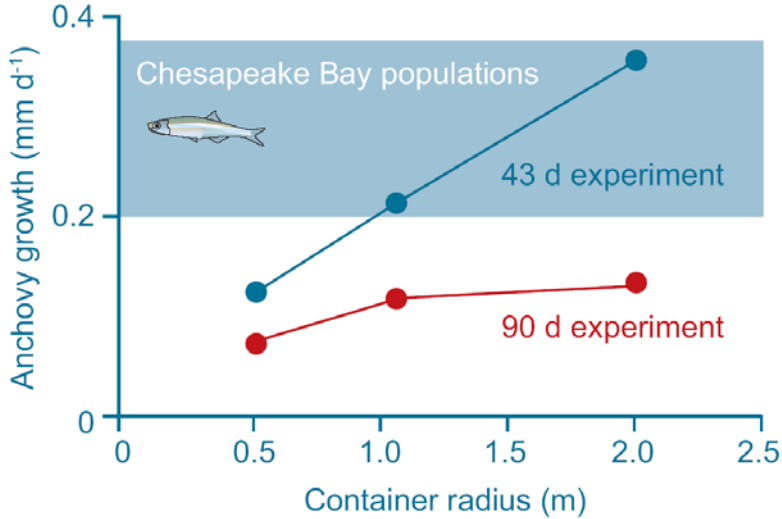 Anchovy growth (mm d⁻¹)
0.4
0.2
0
Chesapeake Bay populations
43 d experiment
90 d experiment
0 0.5 1.0 1.5 2.0 2.5
Container radius (m)